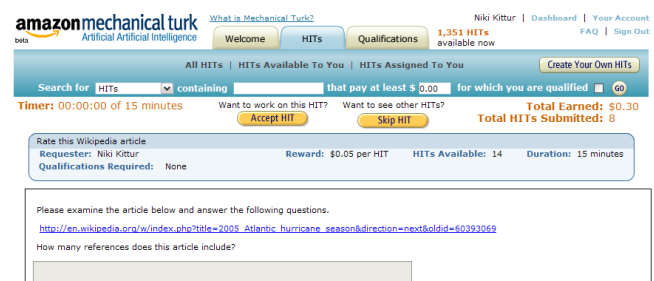 amazonmechanical turk
beta Artificial Artificial Intelligence
What is Mechanical Turk?
Welcome HITs Qualifications
1,351 HITs
available now
Niki Kittur | Dashboard | Your Account
FAQ | Sign Out
All HITs | HITs Available To You | HITs Assigned To You
Create Your Own HITs
Search for HITs containing that pay at least $ 0.00 for which you are qualified GO
Timer: 00:00:00 of 15 minutes
Want to work on this HIT?
Accept HIT
Want to see other HITs?
Skip HIT
Total Earned: $0.30
Total HITs Submitted: 8
Rate this Wikipedia article
Requester: Niki Kittur Reward: $0.05 per HIT HITs Available: 14 Duration: 15 minutes
Qualifications Required: None
Please examine the article below and answer the following questions.
http://en.wikipedia.org/w/index.php?title=2005_Atlantic_hurricane_season&direction=next&oldid=60393069
How many references does this article include?